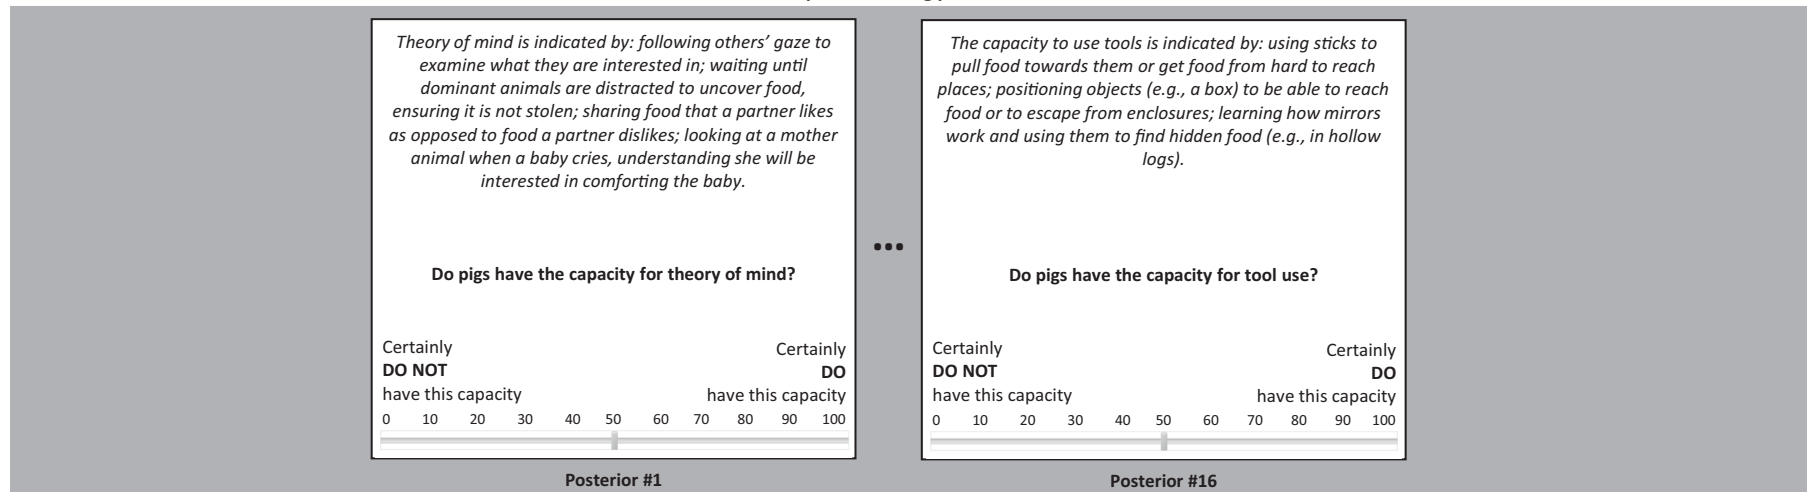 Theory of mind is indicated by: following others’ gaze to
examine what they are interested in; waiting until
dominant animals are distracted to uncover food,
ensuring it is not stolen; sharing food that a partner likes
as opposed to food a partner dislikes; looking at a mother
animal when a baby cries, understanding she will be
interested in comforting the baby.
Do pigs have the capacity for theory of mind?
Certainly Certainly
DO NOT DO
have this capacity have this capacity
0 10 20 30 40 50 60 70 80 90 100
Posterior #1
...
The capacity to use tools is indicated by: using sticks to
pull food towards them or get food from hard to reach
places; positioning objects (e.g., a box) to be able to reach
food or to escape from enclosures; learning how mirrors
work and using them to find hidden food (e.g., in hollow
logs).
Do pigs have the capacity for tool use?
Certainly Certainly
DO NOT DO
have this capacity have this capacity
0 10 20 30 40 50 60 70 80 90 100
Posterior #16